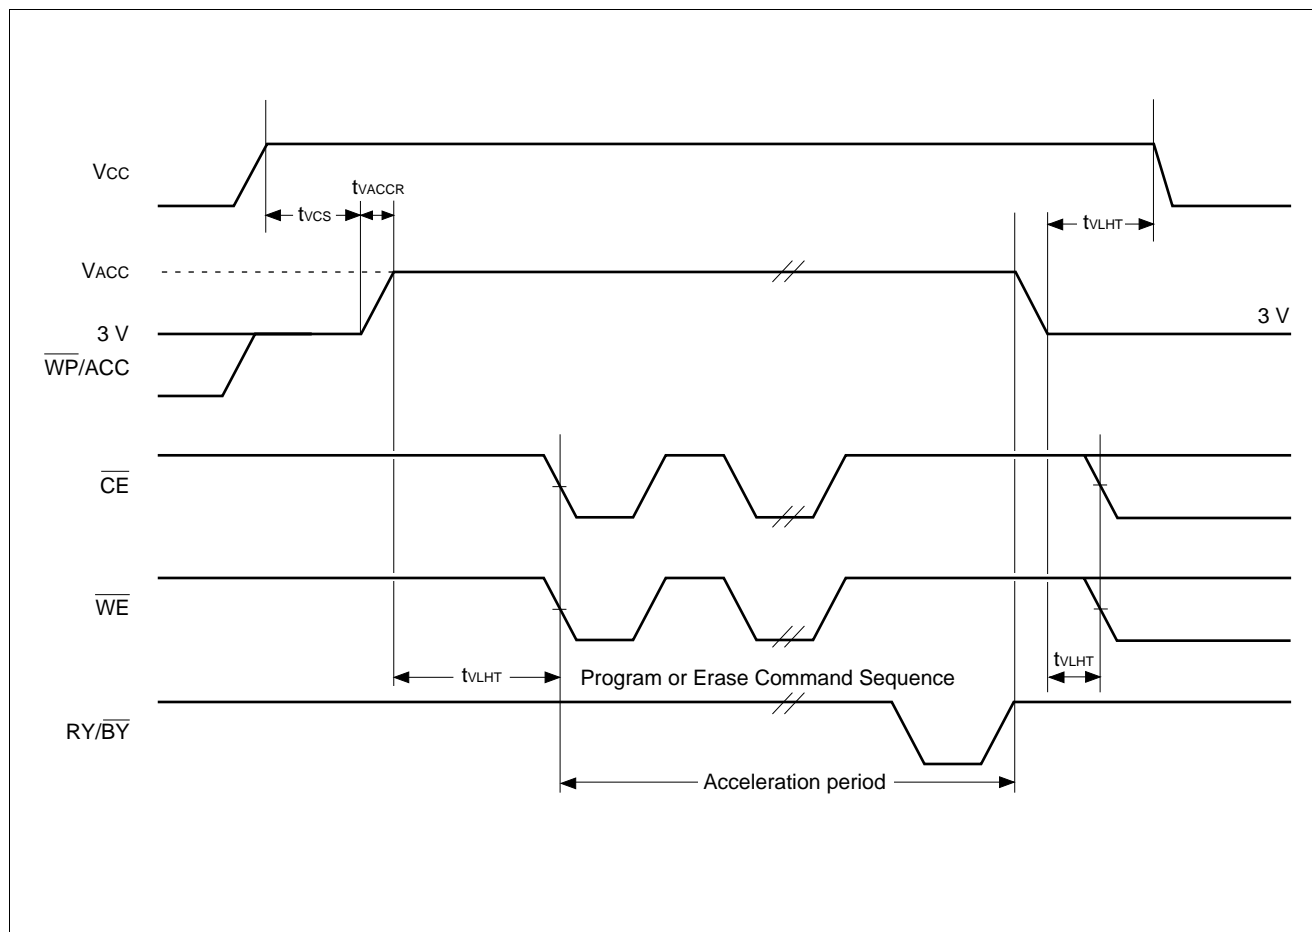 VCC
tVACCR
tVCS
tVLHT
VACC
3 V
3 V
WP/ACC
CE
WE
tVLHT
tVLHT
Program or Erase Command Sequence
RY/BY
Acceleration period